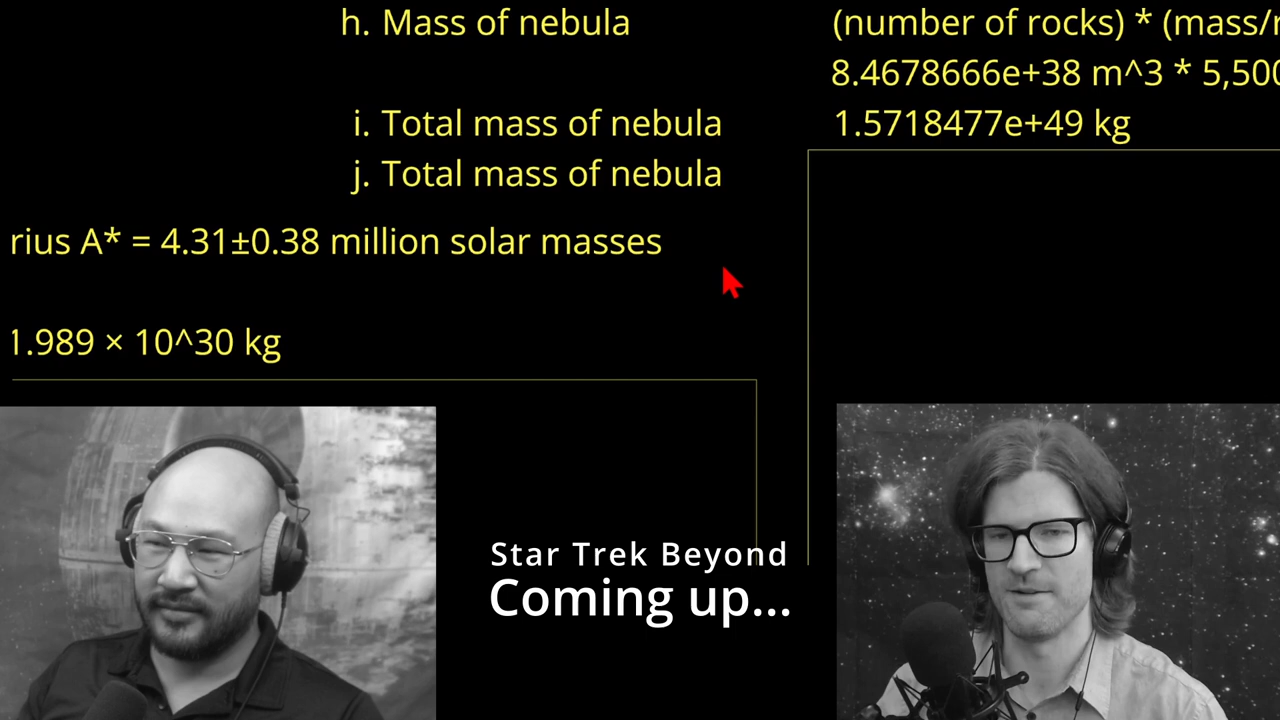 h. Mass of nebula
(number of rocks) * (mass/r
8.4678666e+38 m^3 * 5,500
i. Total mass of nebula
1.5718477e+49 kg
j. Total mass of nebula
rius A* = 4.31±0.38 million solar masses
1.989 × 10^30 kg
Star Trek Beyond
Coming up...